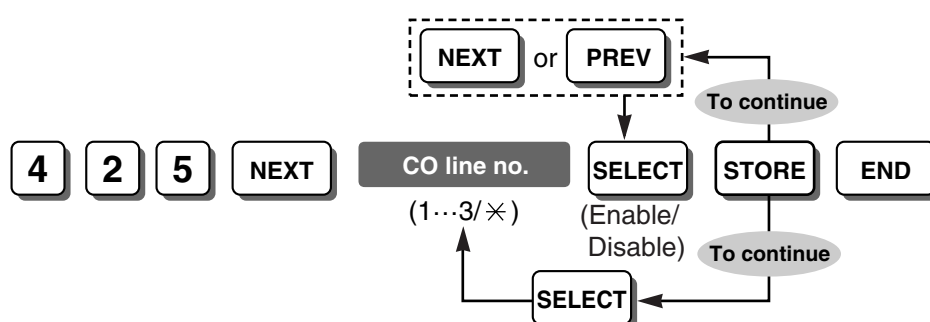 NEXT or PREV
To continue
4 2 5 NEXT CO line no. SELECT STORE END
(1···3/✳)
(Enable/
Disable)
To continue
SELECT